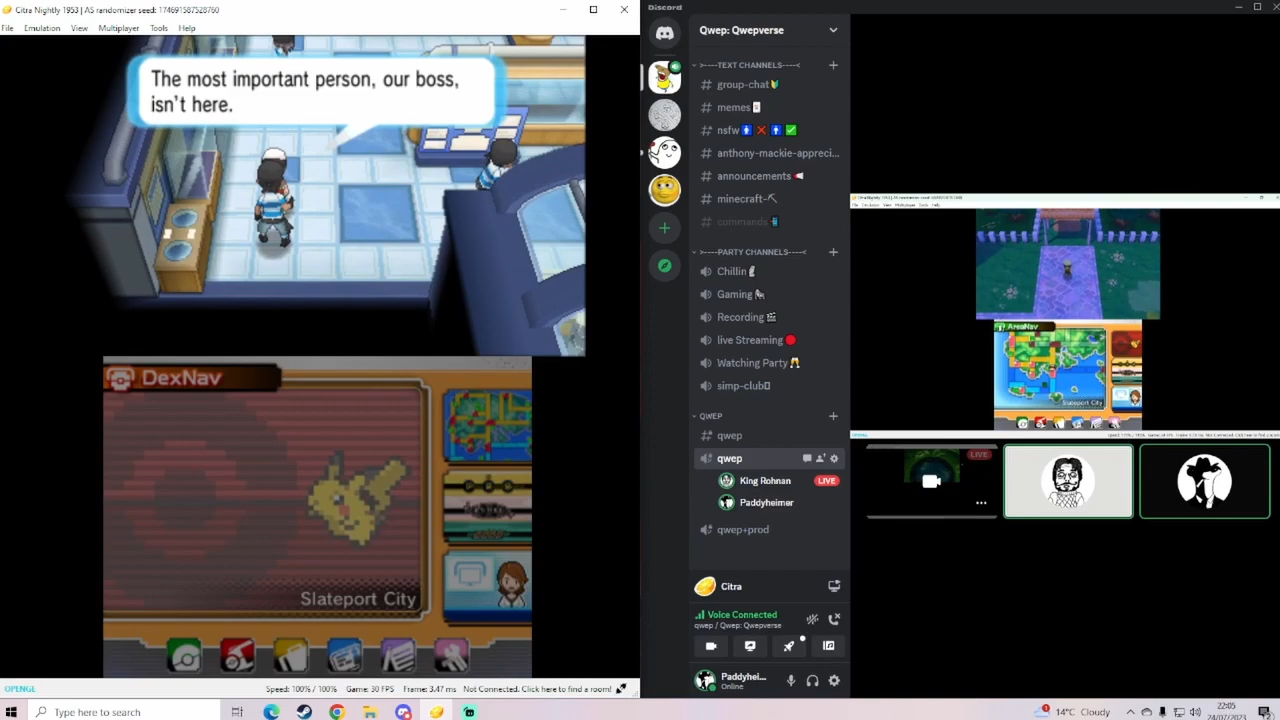 Citra Nightly 1953 | AS randomizer seed: 174691587528760
File Emulation View Multiplayer Tools Help
The most important person, our boss,
isn't here.
DexNav
Slateport City
OPENGL
Speed: 100% / 100% Game: 30 FPS Frame: 3.47 ms Not Connected. Click here to find a room!
Type here to search
Discord
Qwep: Qwepverse
>----TEXT CHANNELS----<
group-chat
memes
nsfw
anthony-mackie-appreci...
announcements
minecraft-
commands
>----PARTY CHANNELS----<
Chillin
Gaming
Recording
live Streaming
Watching Party
simp-club
QWEP
qwep
qwep
King Rohnan LIVE
Paddyheimer
qwep+prod
Citra
Voice Connected
qwep / Qwep: Qwepverse
Paddyhei...
Online
AreaNav
Slateport City
LIVE
14°C Cloudy
22:05
24/07/2023